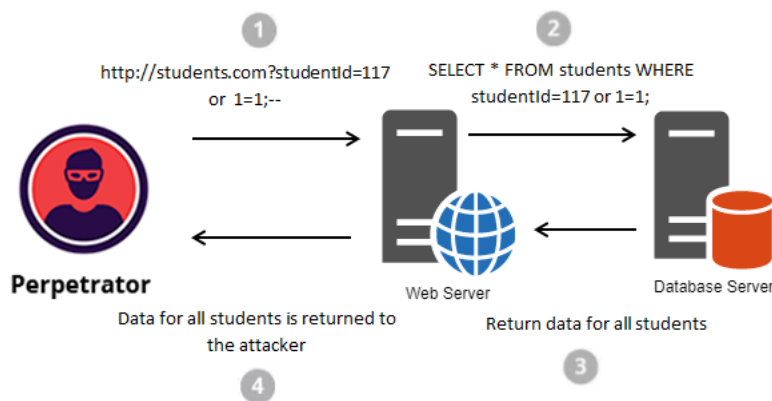 1
http://students.com?studentId=117
or 1=1;--
2
SELECT * FROM students WHERE
studentId=117 or 1=1;
Perpetrator
Web Server
Database Server
Return data for all students
3
Data for all students is returned to
the attacker
4